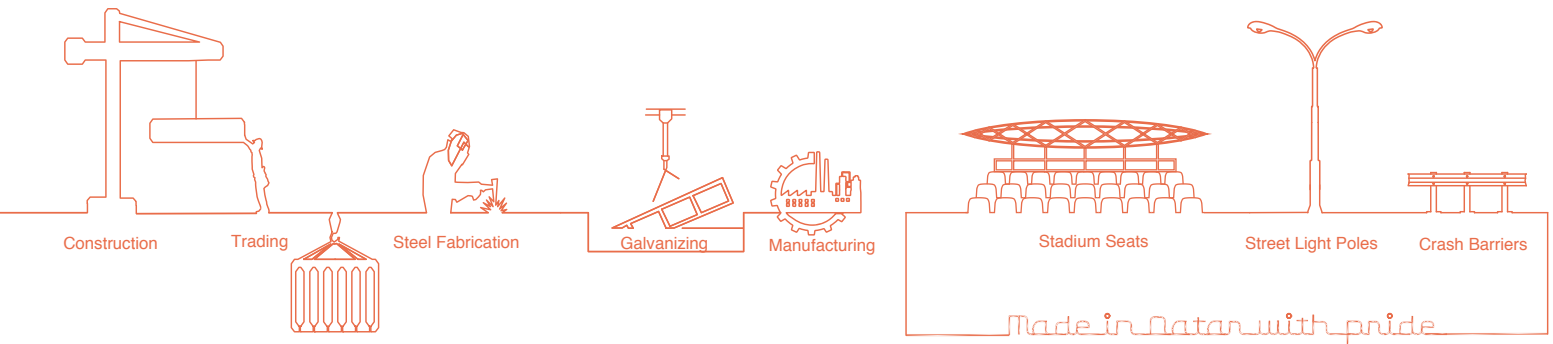 Construction
Trading
Steel Fabrication
Galvanizing
Manufacturing
Stadium Seats
Street Light Poles
Crash Barriers
Made in Qatar with pride